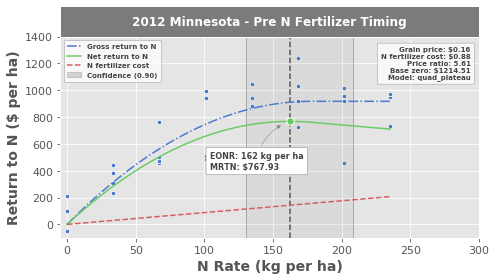 2012 Minnesota - Pre N Fertilizer Timing
Return to N ($ per ha)
1400
1200
1000
800
600
400
200
0
Gross return to N
Net return to N
N fertilizer cost
Confidence (0.90)
Grain price: $0.16
N fertilizer cost: $0.88
Price ratio: 5.61
Base zero: $1214.51
Model: quad_plateau
EONR: 162 kg per ha
MRTN: $767.93
0 50 100 150 200 250 300
N Rate (kg per ha)